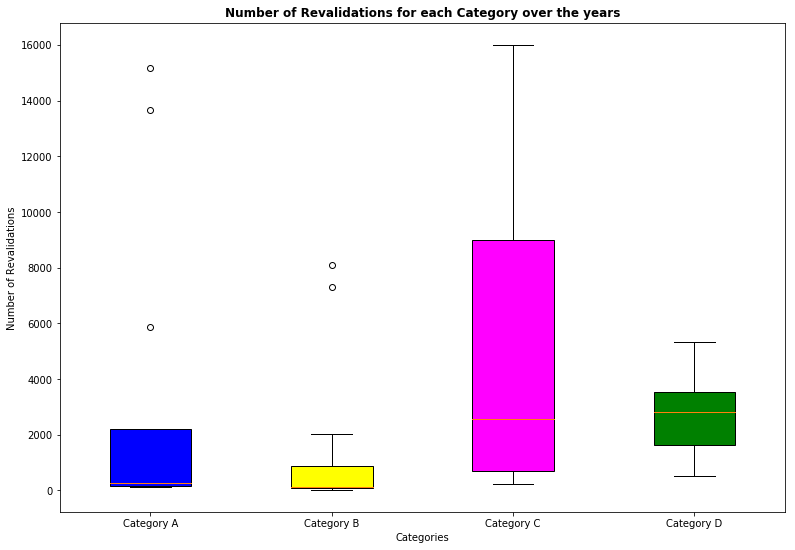 Number of Revalidations for each Category over the years
Number of Revalidations
16000
14000
12000
10000
8000
6000
4000
2000
0
Category A
Category B
Category C
Category D
Categories